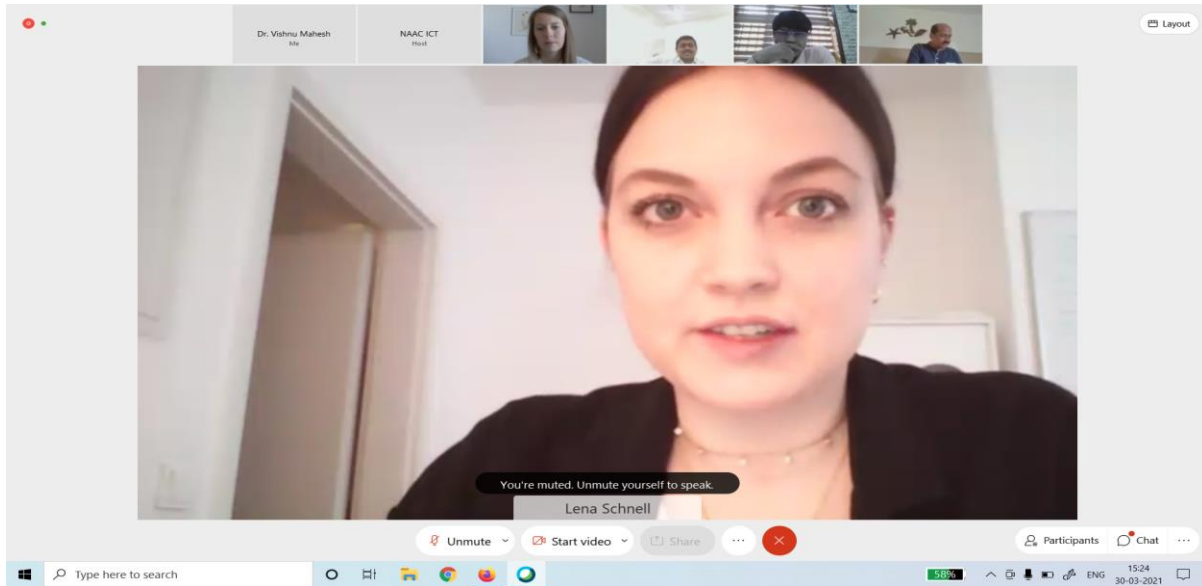 Layout
Dr. Vishnu Mahesh
Me
NAAC ICT
Host
You're muted. Unmute yourself to speak.
Lena Schnell
Unmute
Start video
Share
Participants
Chat
Type here to search
58%
ENG
15:24
30-03-2021